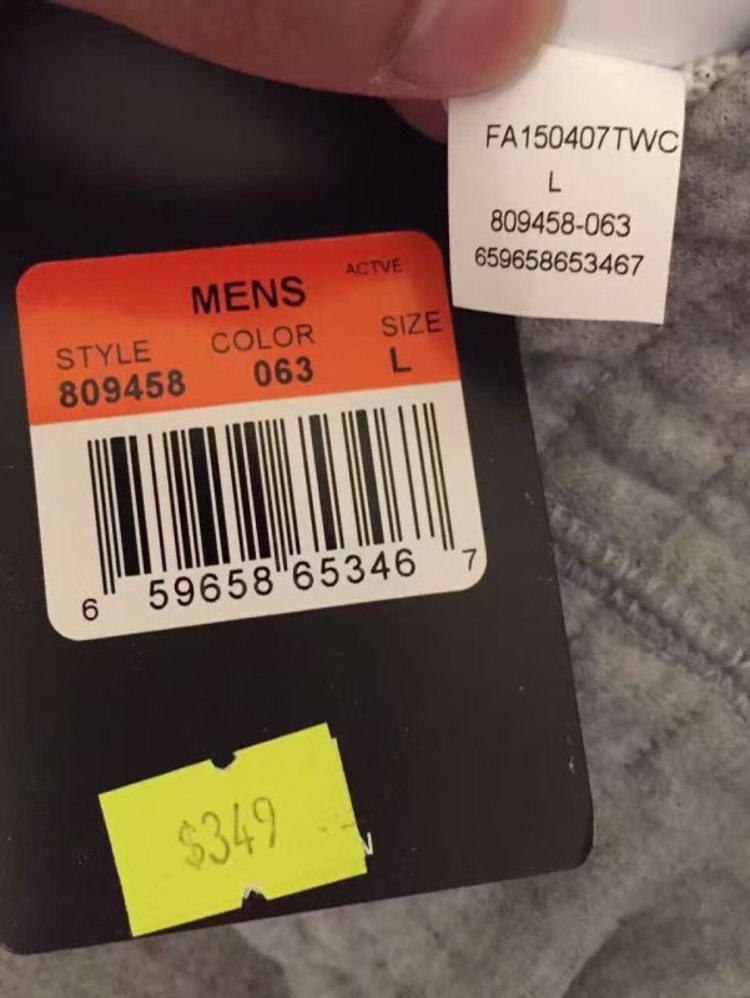 FA150407TWC
L
809458-063
659658653467
ACTVE
MENS
STYLE COLOR SIZE
809458 063 L
6 59658 65346 7
$349